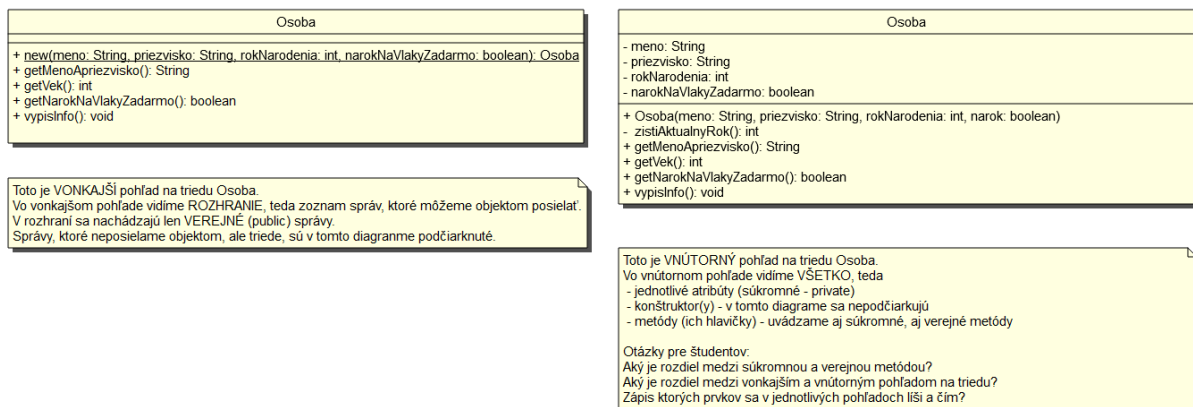 Osoba
+ new(meno: String, priezvisko: String, rokNarodenia: int, narokNaVlakyZadarmo: boolean): Osoba
+ getMenoApriezvisko(): String
+ getVek(): int
+ getNarokNaVlakyZadarmo(): boolean
+ vypisInfo(): void
Toto je VONKAJŠÍ pohľad na triedu Osoba.
Vo vonkajšom pohľade vidíme ROZHRANIE, teda zoznam správ, ktoré môžeme objektom posielať.
V rozhraní sa nachádzajú len VEREJNÉ (public) správy.
Správy, ktoré neposielame objektom, ale triede, sú v tomto diagranme podčiarknuté.
Osoba
- meno: String
- priezvisko: String
- rokNarodenia: int
- narokNaVlakyZadarmo: boolean
+ Osoba(meno: String, priezvisko: String, rokNarodenia: int, narok: boolean)
- zistiAktualnyRok(): int
+ getMenoApriezvisko(): String
+ getVek(): int
+ getNarokNaVlakyZadarmo(): boolean
+ vypisInfo(): void
Toto je VNÚTORNÝ pohľad na triedu Osoba.
Vo vnútornom pohľade vidíme VŠETKO, teda
- jednotlivé atribúty (súkromné - private)
- konštruktor(y) - v tomto diagrame sa nepodčiarkujú
- metódy (ich hlavičky) - uvádzame aj súkromné, aj verejné metódy
Otázky pre študentov:
Aký je rozdiel medzi súkromnou a verejnou metódou?
Aký je rozdiel medzi vonkajším a vnútorným pohľadom na triedu?
Zápis ktorých prvkov sa v jednotlivých pohľadoch líši a čím?